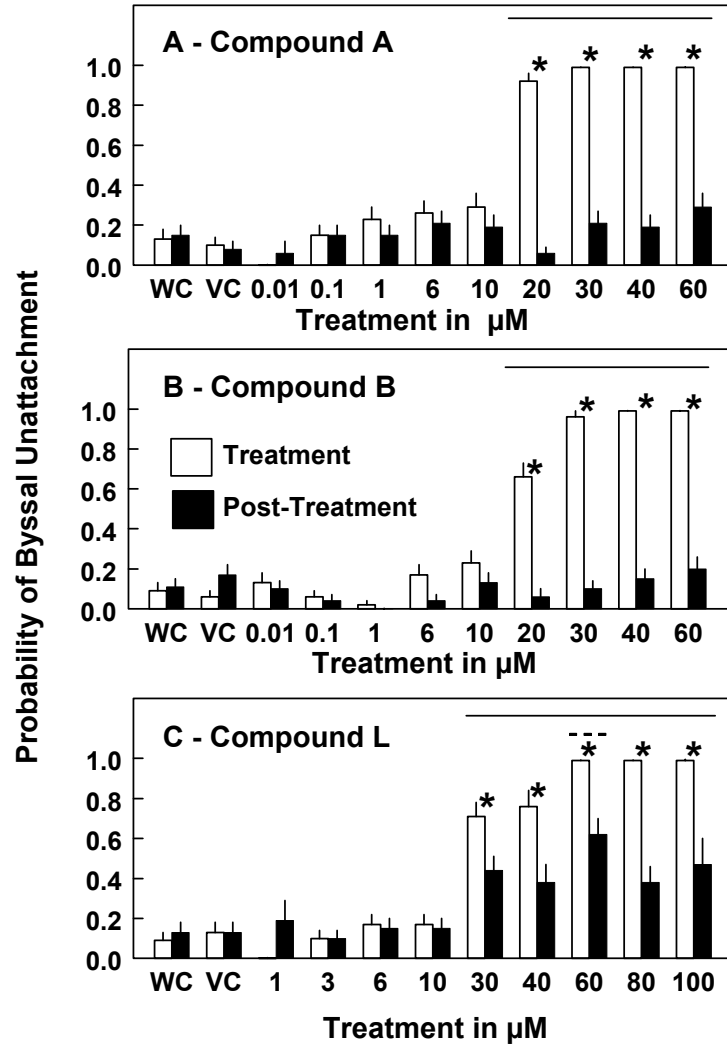 Probability of Byssal Unattachment
A - Compound A
* * * *
1.0
0.8
0.6
0.4
0.2
0.0
WC VC 0.01 0.1 1 6 10 20 30 40 60
Treatment in µM
B - Compound B
* * * *
1.0
0.8
0.6
0.4
0.2
0.0
Treatment
Post-Treatment
WC VC 0.01 0.1 1 6 10 20 30 40 60
Treatment in µM
C - Compound L
* * * * *
1.0
0.8
0.6
0.4
0.2
0.0
WC VC 1 3 6 10 30 40 60 80 100
Treatment in µM